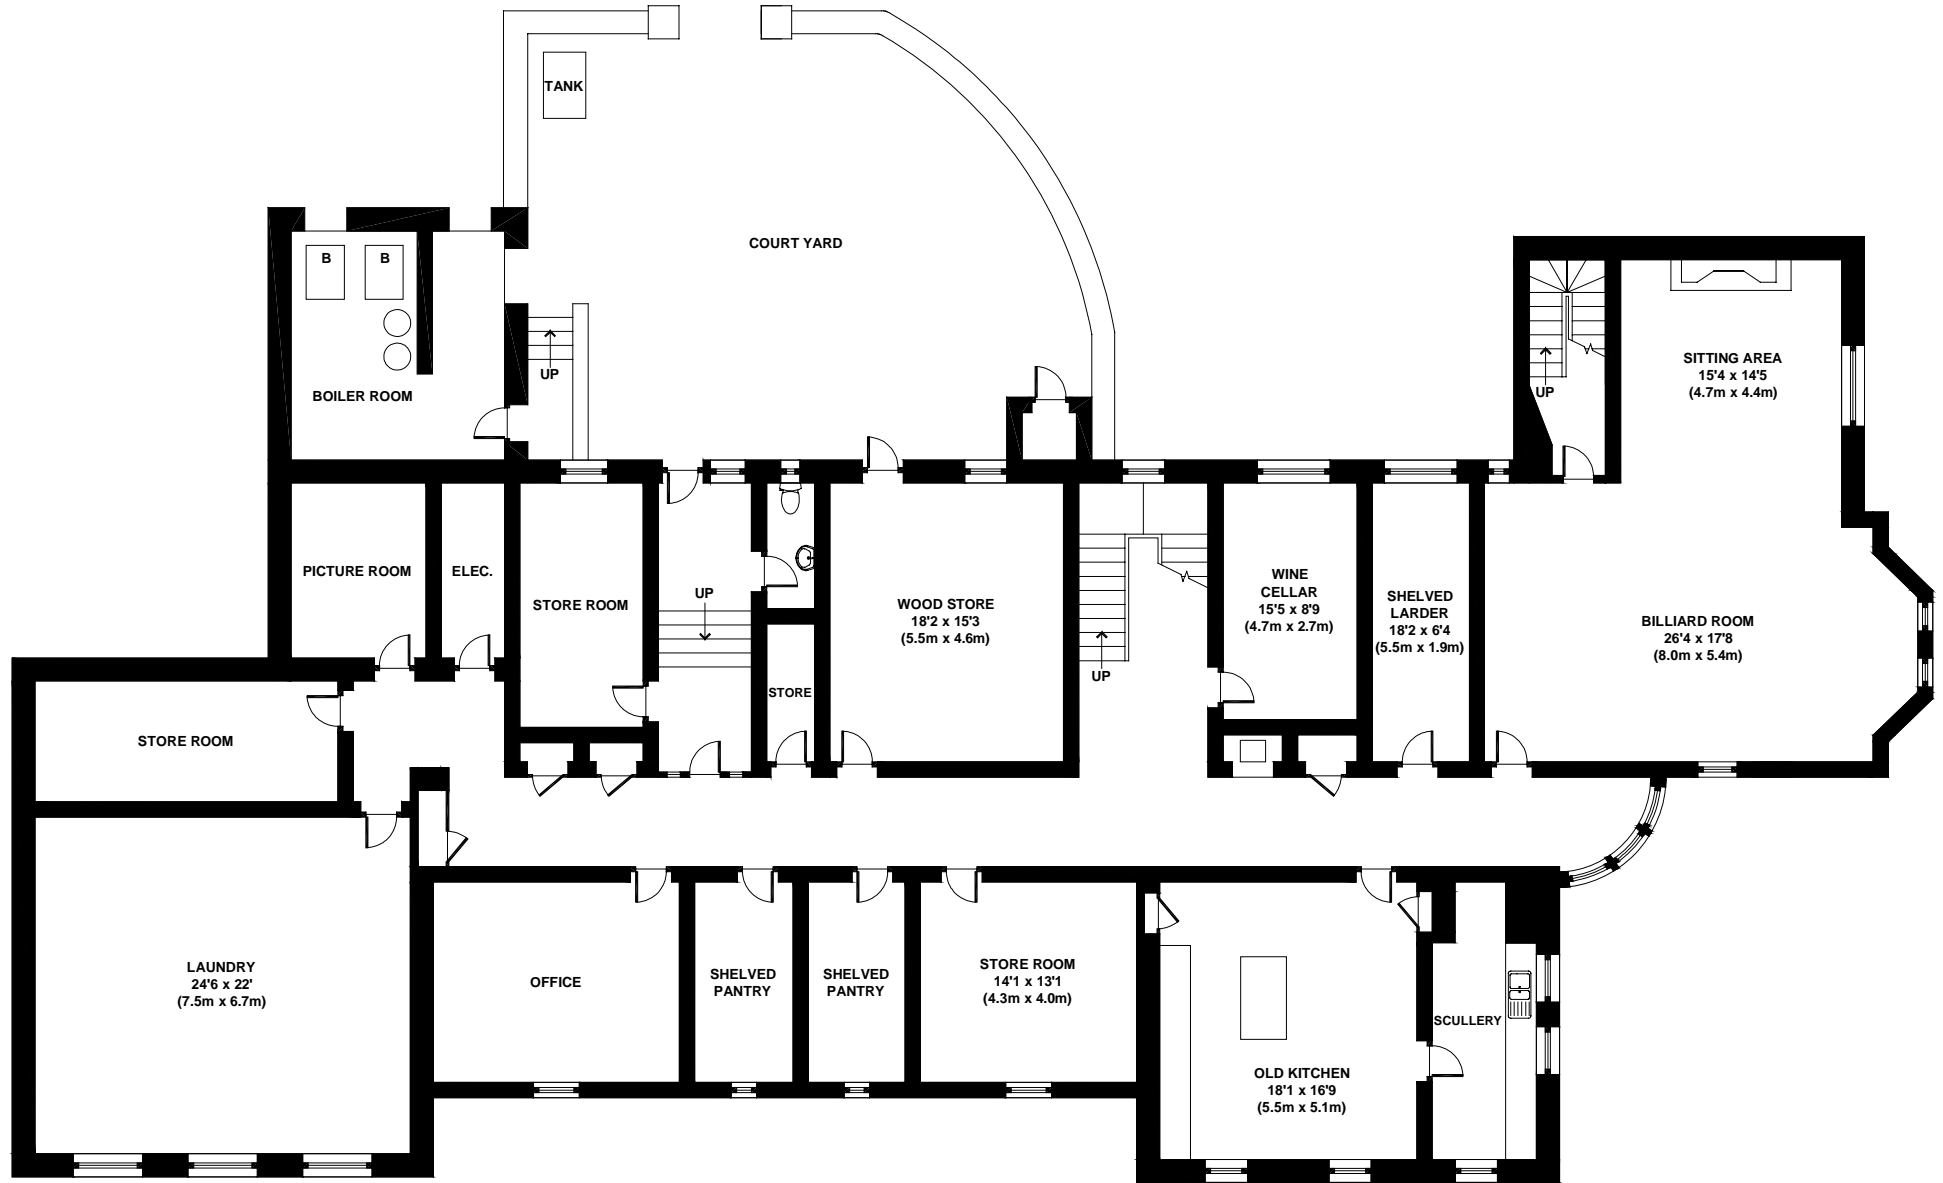 TANK
COURT YARD
B
B
BOILER ROOM
UP
SITTING AREA
15'4 x 14'5
(4.7m x 4.4m)
UP
PICTURE ROOM
ELEC.
STORE ROOM
UP
WOOD STORE
18'2 x 15'3
(5.5m x 4.6m)
UP
WINE
CELLAR
15'5 x 8'9
(4.7m x 2.7m)
SHELVED
LARDER
18'2 x 6'4
(5.5m x 1.9m)
BILLIARD ROOM
26'4 x 17'8
(8.0m x 5.4m)
STORE
STORE ROOM
LAUNDRY
24'6 x 22'
(7.5m x 6.7m)
OFFICE
SHELVED
PANTRY
SHELVED
PANTRY
STORE ROOM
14'1 x 13'1
(4.3m x 4.0m)
SCULLERY
OLD KITCHEN
18'1 x 16'9
(5.5m x 5.1m)